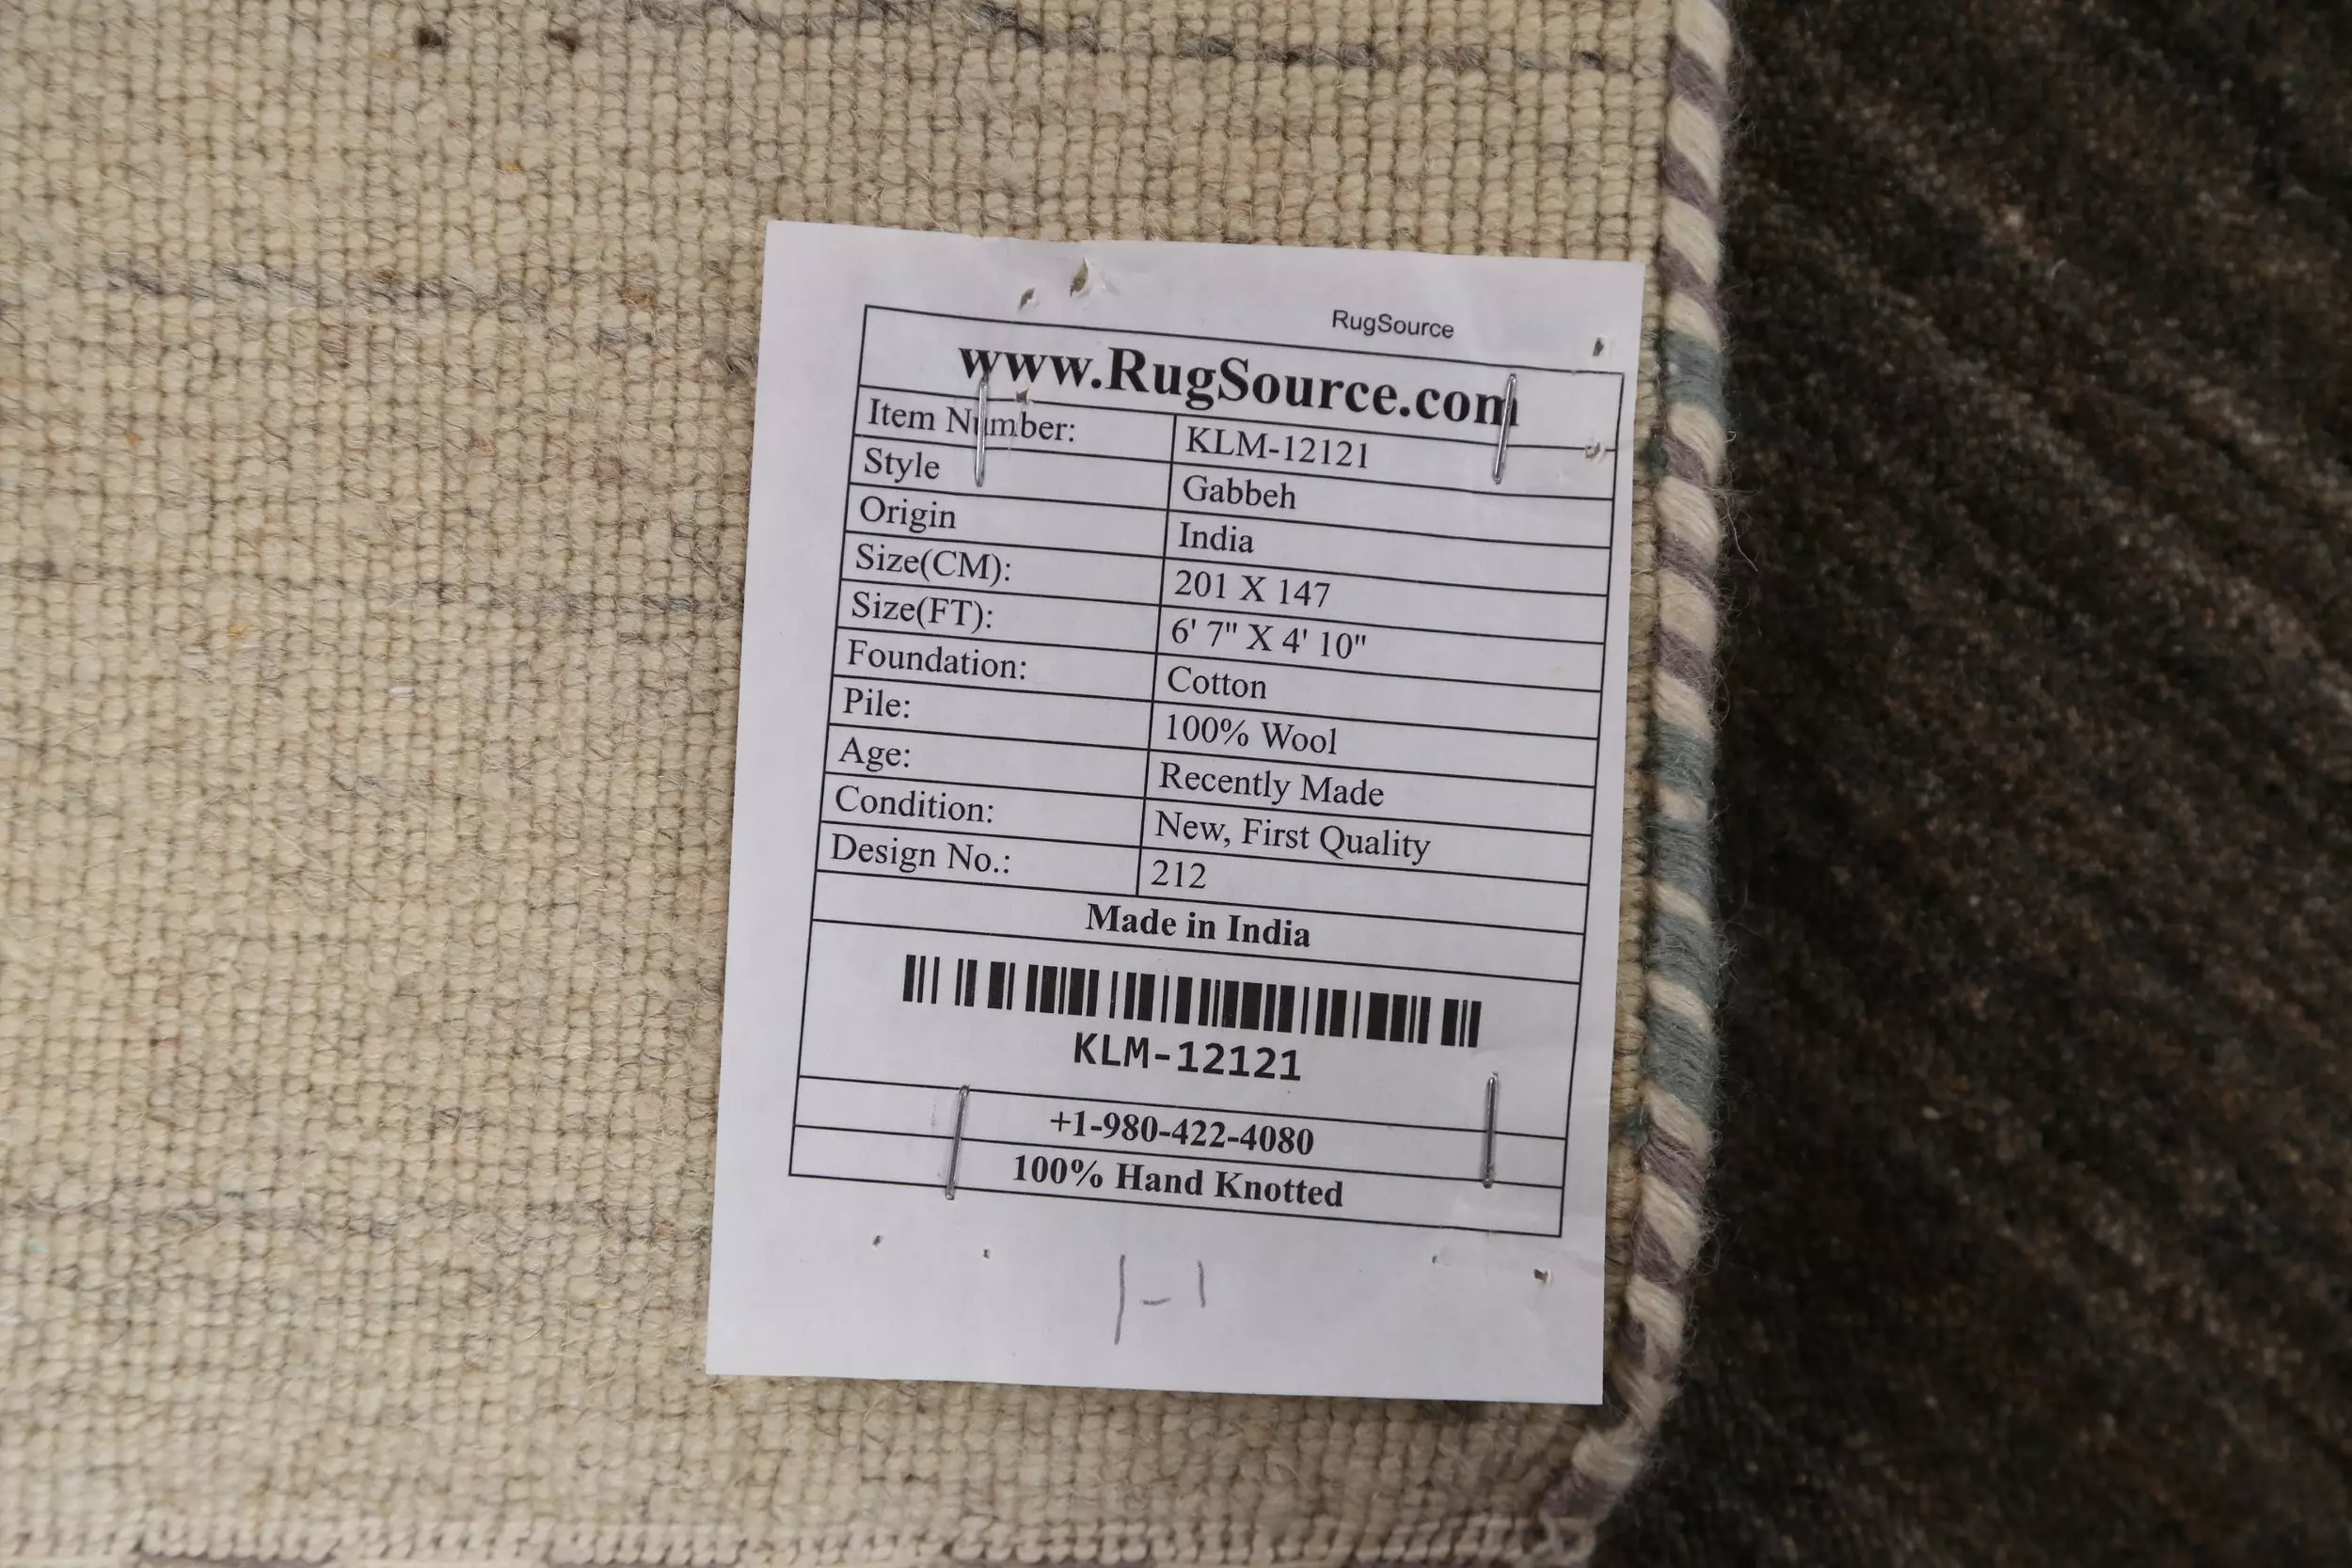 RugSource
www.RugSource.com
Item Number: KLM-12121
Style Gabbeh
Origin India
Size(CM): 201 X 147
Size(FT): 6' 7" X 4' 10"
Foundation: Cotton
Pile: 100% Wool
Age: Recently Made
Condition: New, First Quality
Design No.: 212
Made in India
KLM-12121
+1-980-422-4080
100% Hand Knotted
1-1